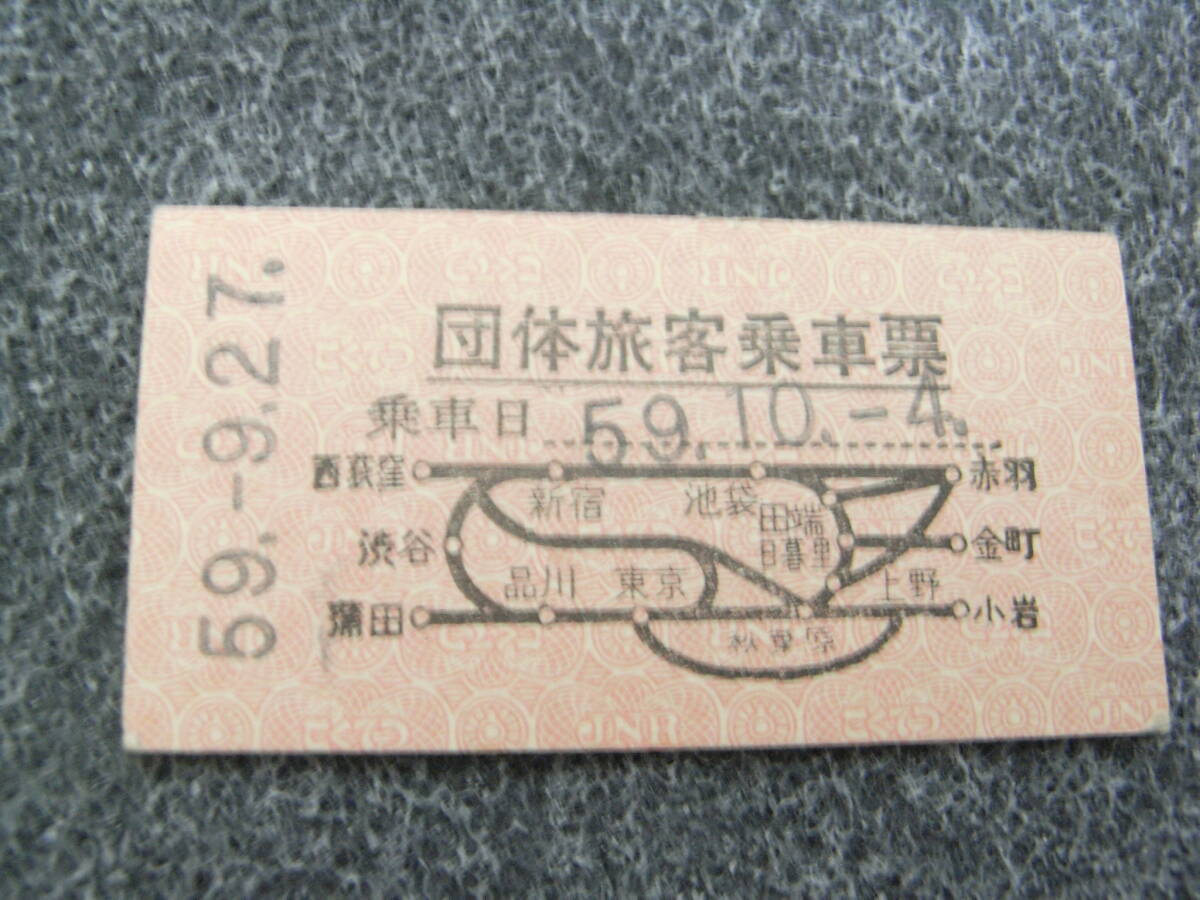 59.-9.27.
団体旅客乗車票
乗車日 59.10.-4.
西荻窪 新宿 池袋 赤羽
田端
渋谷 日暮里 金町
品川 東京 上野
蒲田 小岩
秋葉原